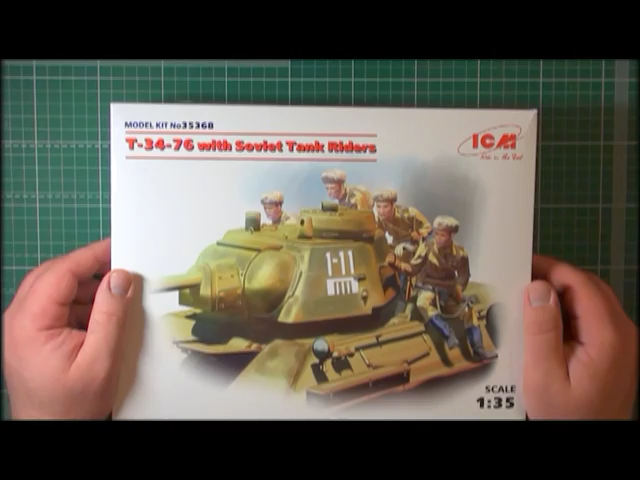 MODEL KIT No35368
T-34-76 with Soviet Tank Riders
ICM
1-11
SCALE
1:35